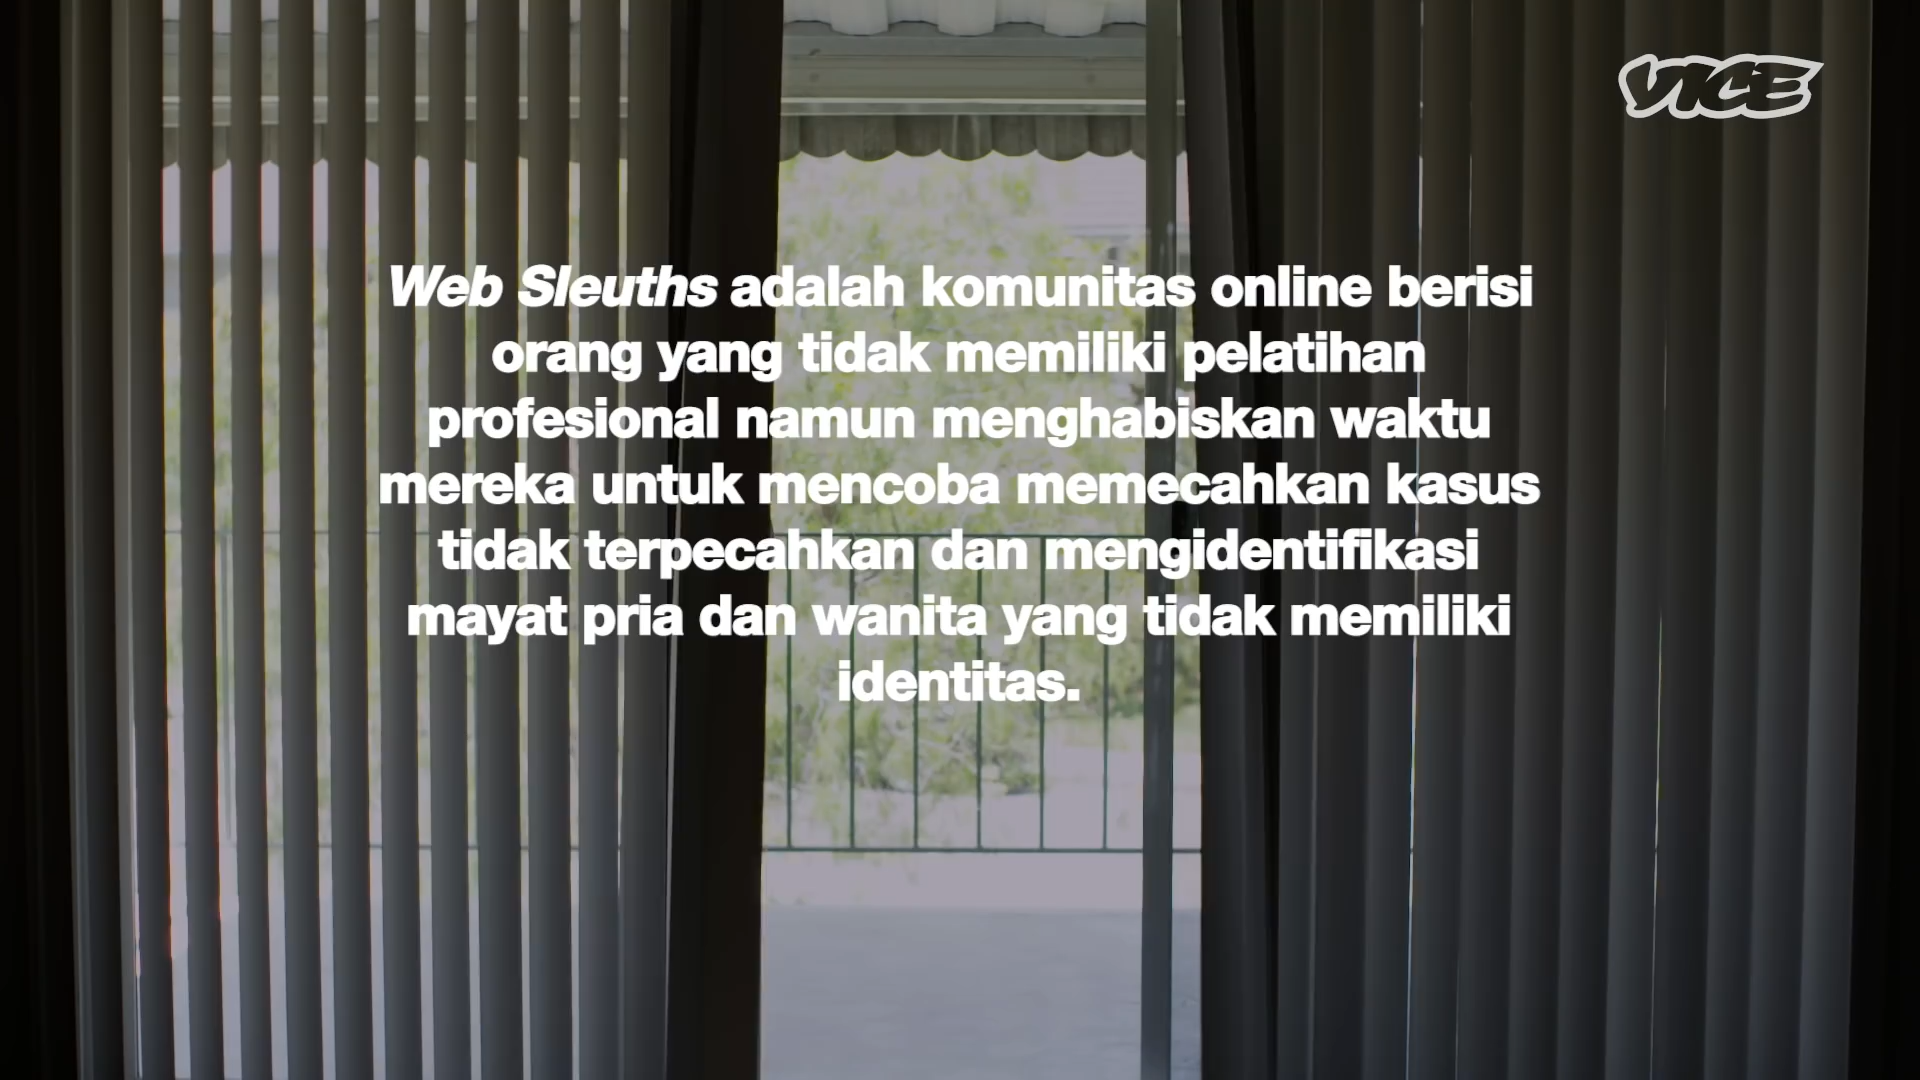 VICE
Web Sleuths adalah komunitas online berisi
orang yang tidak memiliki pelatihan
profesional namun menghabiskan waktu
mereka untuk mencoba memecahkan kasus
tidak terpecahkan dan mengidentifikasi
mayat pria dan wanita yang tidak memiliki
identitas.